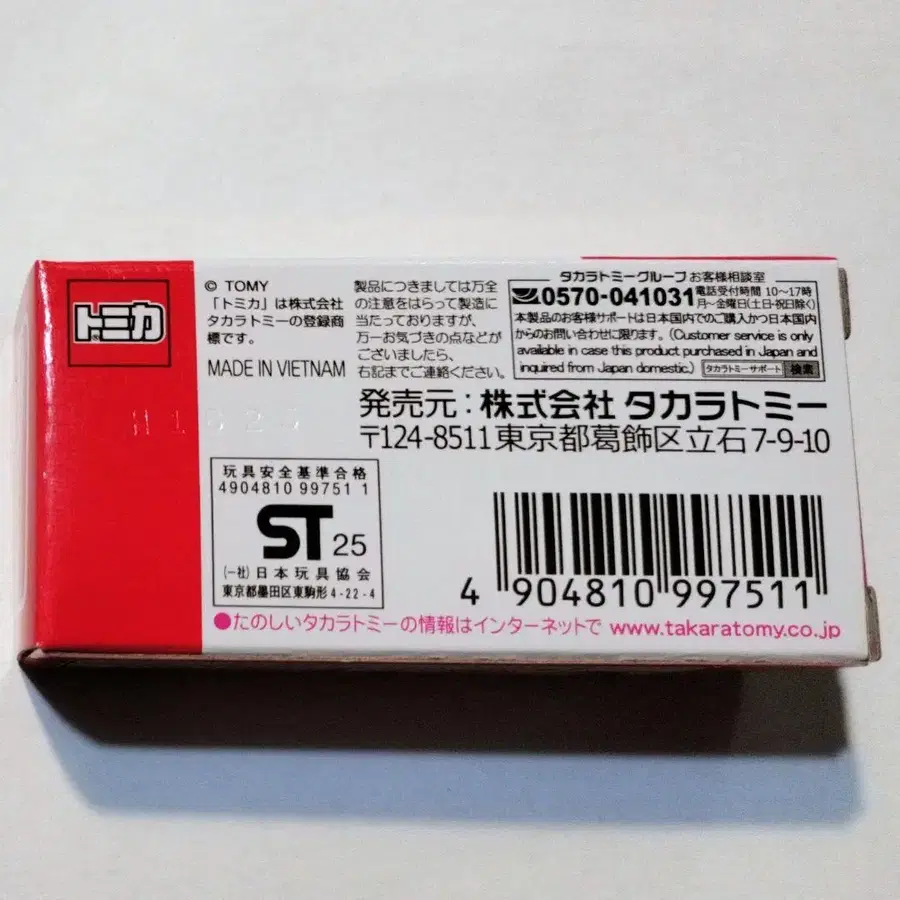 トミカ
®
© TOMY
「トミカ」は株式会社
タカラトミーの登録商
標です。
MADE IN VIETNAM
製品につきましては万全
の注意をはらって製造に
当たっておりますが、
万一お気づきの点などが
ございましたら、
右記までご連絡ください。
タカラトミーグループ お客様相談室
0570-041031 電話受付時間 10〜17時
月〜金曜日(土日・祝日除く)
本製品のお客様サポートは日本国内でのご購入かつ日本国内
からのお問い合わせに限ります。(Customer service is only
available in case this product purchased in Japan and
inquired from Japan domestic.) タカラトミーサポート 検索
発売元:株式会社 タカラトミー
〒124-8511東京都葛飾区立石7-9-10
玩具安全基準合格
4904810 99751 1
ST 25
(一社)日本玩具協会
東京都墨田区東駒形4-22-4
4 904810 997511
●たのしいタカラトミーの情報はインターネットで www.takaratomy.co.jp